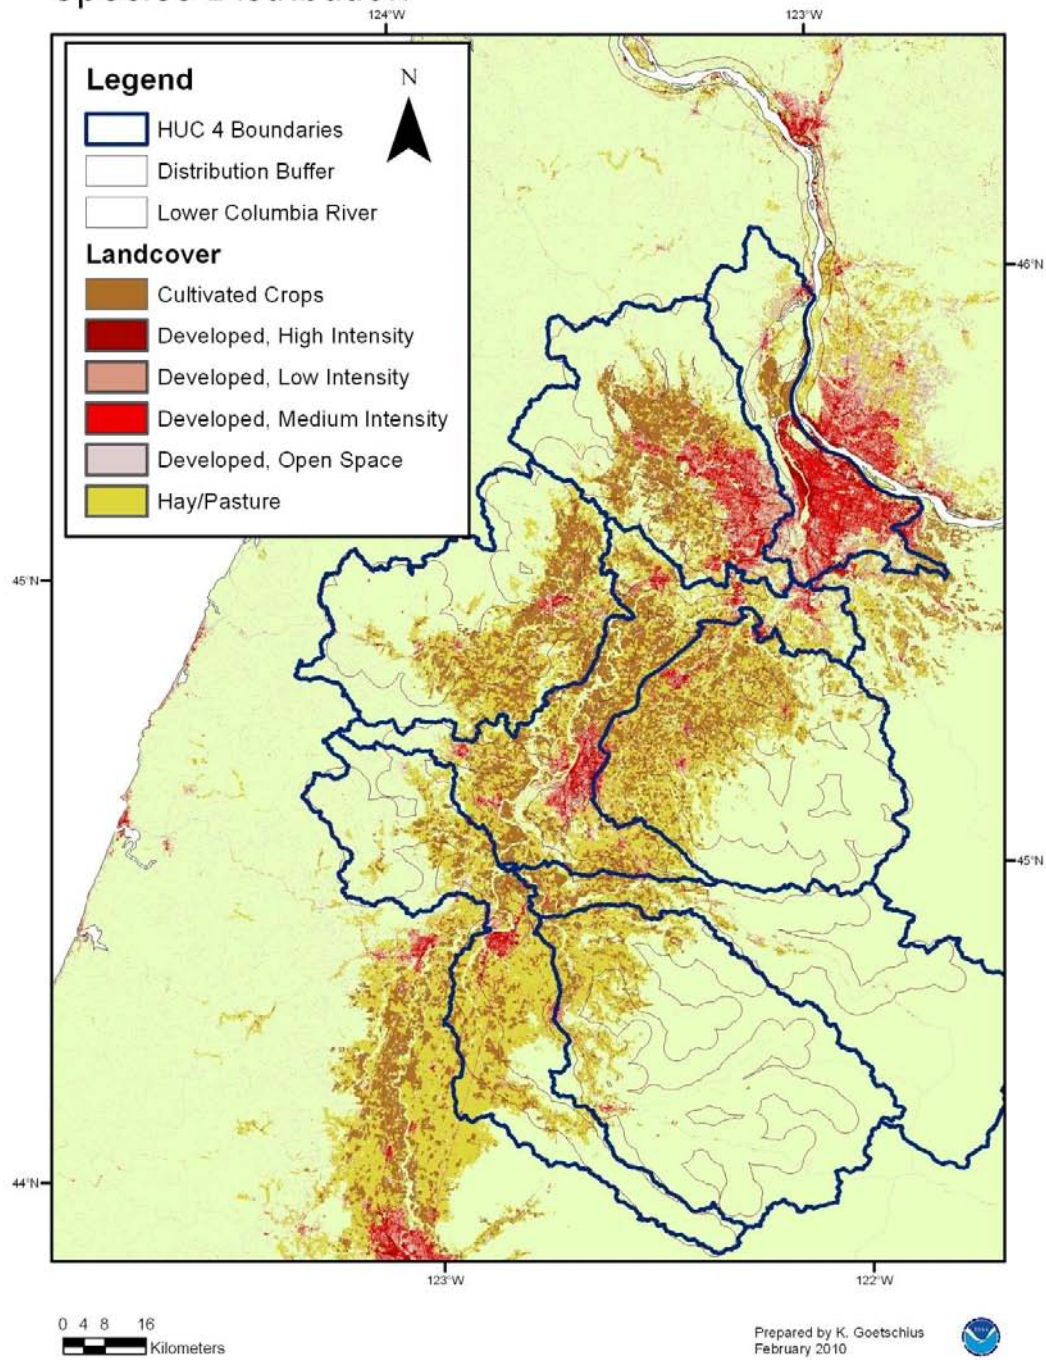 124°W
123°W
Legend
N
HUC 4 Boundaries
Distribution Buffer
Lower Columbia River
Landcover
Cultivated Crops
Developed, High Intensity
Developed, Low Intensity
Developed, Medium Intensity
Developed, Open Space
Hay/Pasture
46°N
45°N
45°N
44°N
123°W
122°W
0 4 8 16
Kilometers
Prepared by K. Goetschius
February 2010